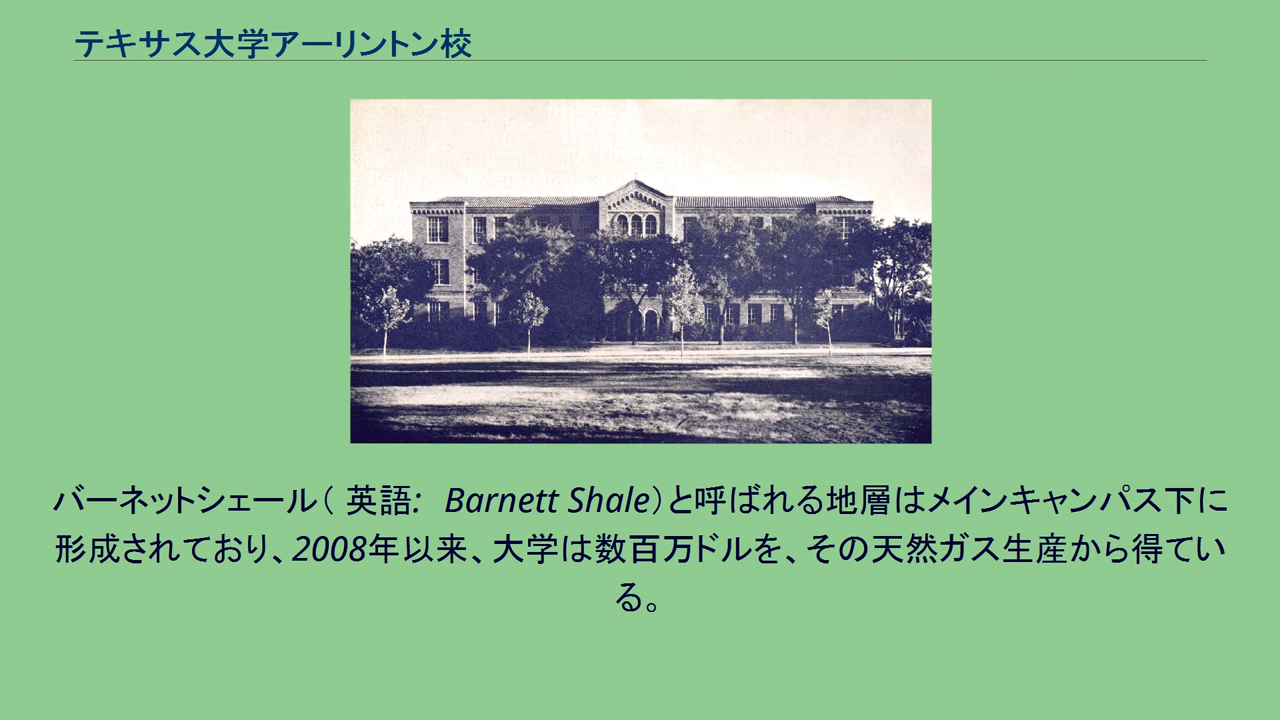 テキサス大学アーリントン校
バーネットシェール( 英語: Barnett Shale)と呼ばれる地層はメインキャンパス下に
形成されており、2008年以来、大学は数百万ドルを、その天然ガス生産から得てい
る。